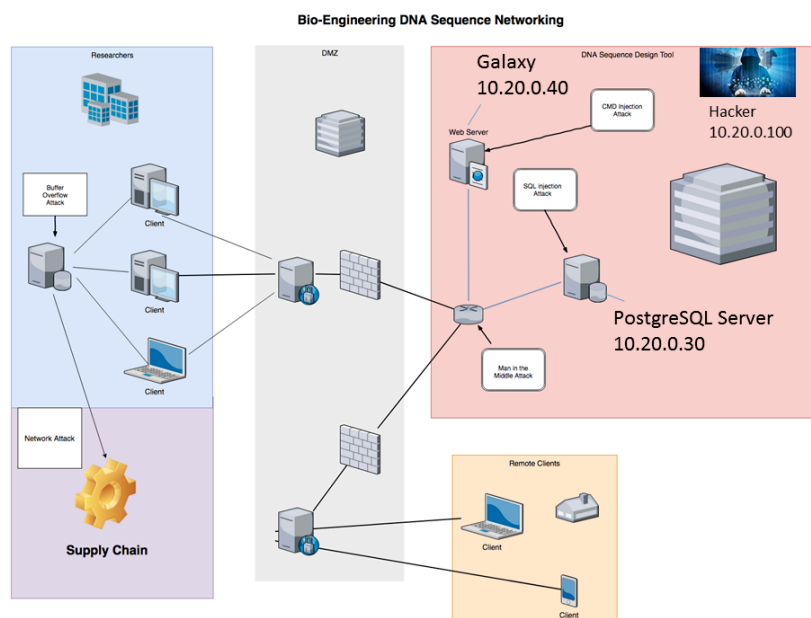 Bio-Engineering DNA Sequence Networking
Researchers
DMZ
DNA Sequence Design Tool
Galaxy
10.20.0.40
CMD injection
Attack
Hacker
10.20.0.100
Web Server
Buffer
Overflow
Attack
Client
SQL injection
Attack
Client
PostgreSQL Server
10.20.0.30
Man in the
Middle Attack
Client
Network Attack
Supply Chain
Remote Clients
Client
Client